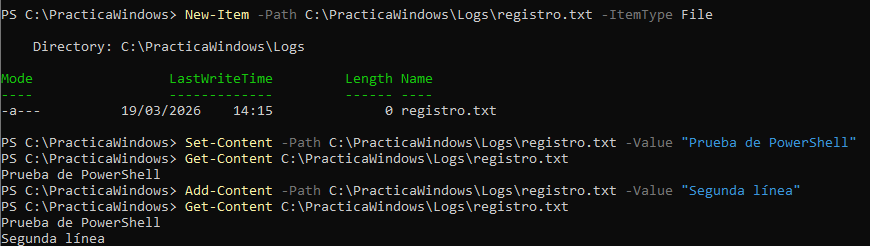 PS C:\PracticaWindows> New-Item -Path C:\PracticaWindows\Logs\registro.txt -ItemType File
Directory: C:\PracticaWindows\Logs
Mode                 LastWriteTime         Length Name
----                 -------------         ------ ----
-a---          19/03/2026    14:15              0 registro.txt
PS C:\PracticaWindows> Set-Content -Path C:\PracticaWindows\Logs\registro.txt -Value "Prueba de PowerShell"
PS C:\PracticaWindows> Get-Content C:\PracticaWindows\Logs\registro.txt
Prueba de PowerShell
PS C:\PracticaWindows> Add-Content -Path C:\PracticaWindows\Logs\registro.txt -Value "Segunda línea"
PS C:\PracticaWindows> Get-Content C:\PracticaWindows\Logs\registro.txt
Prueba de PowerShell
Segunda línea